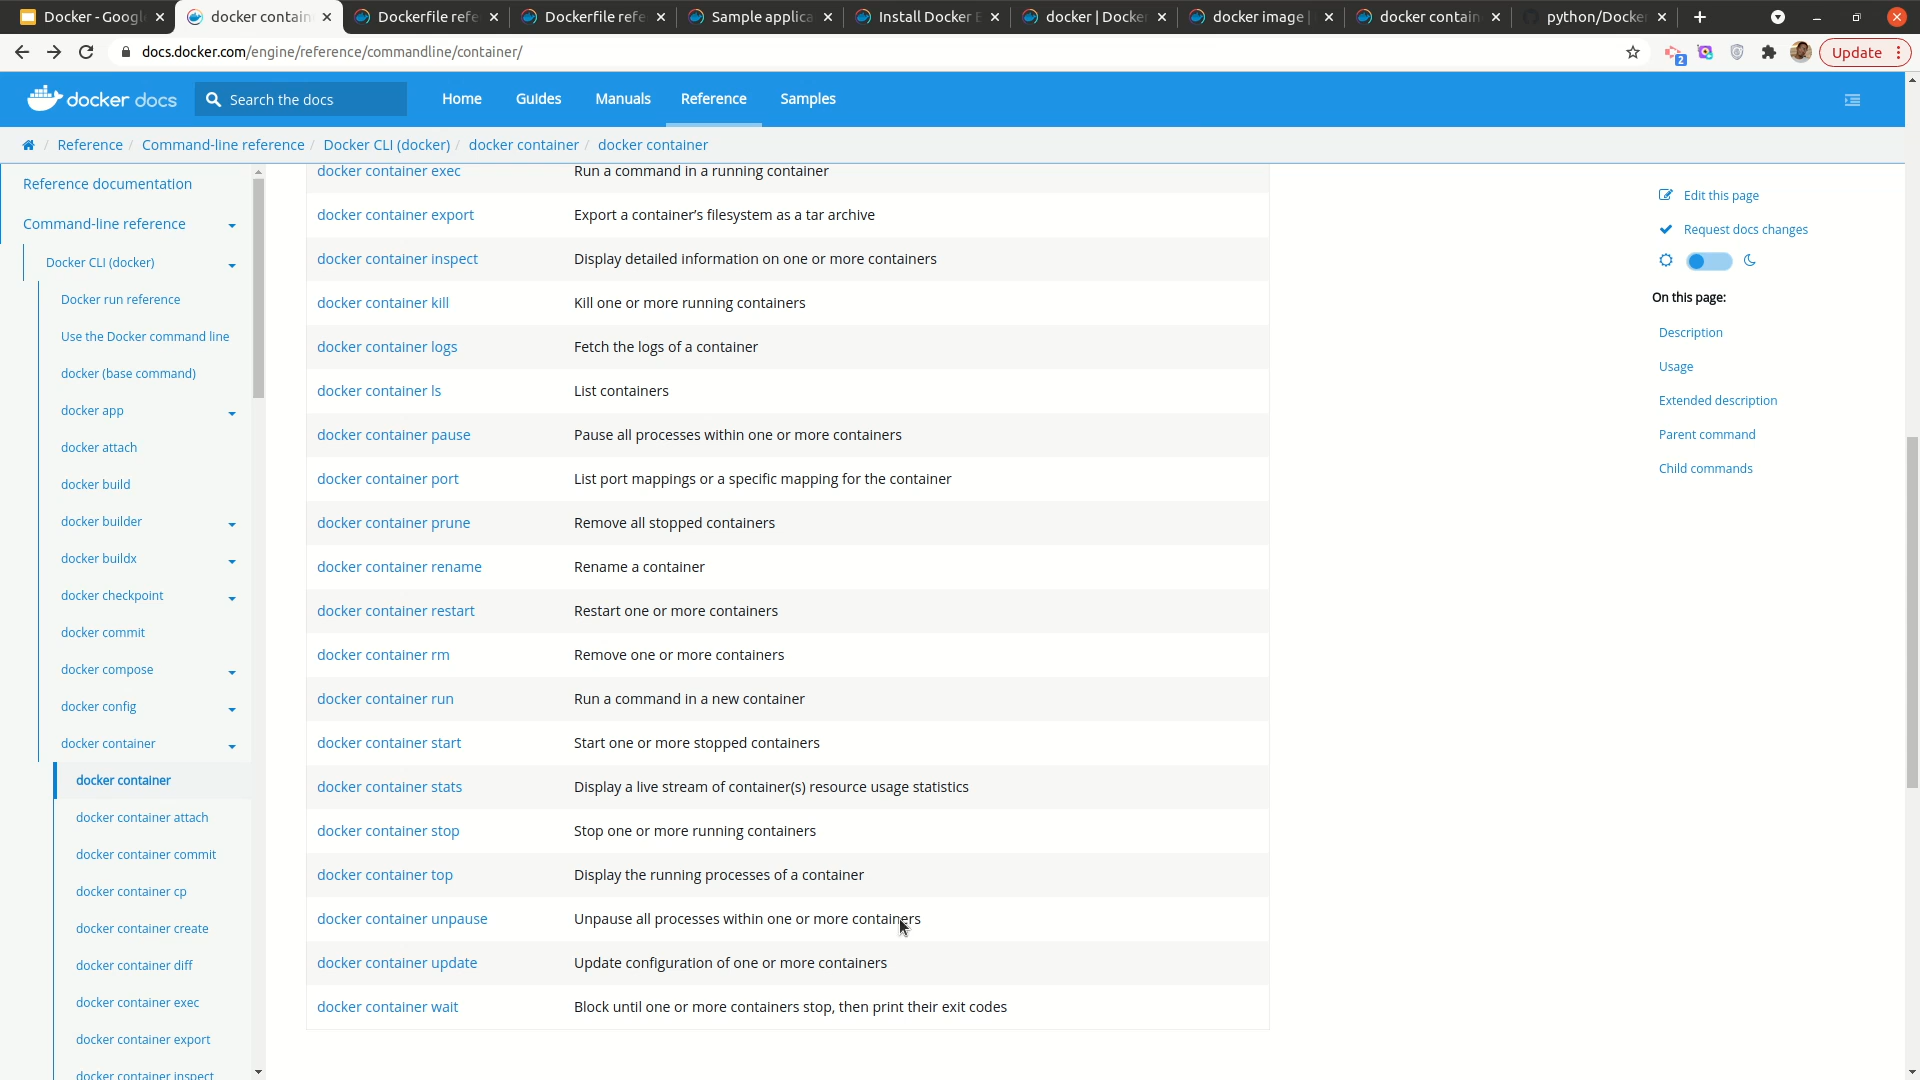 Docker - Googl
docker contain
Dockerfile refe
Dockerfile refe
Sample applica
Install Docker E
docker | Docke
docker image |
docker contain
python/Docke
docs.docker.com/engine/reference/commandline/container/
2
Update
docker docs
Search the docs
Home
Guides
Manuals
Reference
Samples
Reference / Command-line reference / Docker CLI (docker) / docker container / docker container
Reference documentation
Command-line reference
Docker CLI (docker)
Docker run reference
Use the Docker command line
docker (base command)
docker app
docker attach
docker build
docker builder
docker buildx
docker checkpoint
docker commit
docker compose
docker config
docker container
docker container
docker container attach
docker container commit
docker container cp
docker container create
docker container diff
docker container exec
docker container export
docker container inspect
docker container exec Run a command in a running container
docker container export Export a container’s filesystem as a tar archive
docker container inspect Display detailed information on one or more containers
docker container kill Kill one or more running containers
docker container logs Fetch the logs of a container
docker container ls List containers
docker container pause Pause all processes within one or more containers
docker container port List port mappings or a specific mapping for the container
docker container prune Remove all stopped containers
docker container rename Rename a container
docker container restart Restart one or more containers
docker container rm Remove one or more containers
docker container run Run a command in a new container
docker container start Start one or more stopped containers
docker container stats Display a live stream of container(s) resource usage statistics
docker container stop Stop one or more running containers
docker container top Display the running processes of a container
docker container unpause Unpause all processes within one or more containers
docker container update Update configuration of one or more containers
docker container wait Block until one or more containers stop, then print their exit codes
Edit this page
Request docs changes
On this page:
Description
Usage
Extended description
Parent command
Child commands